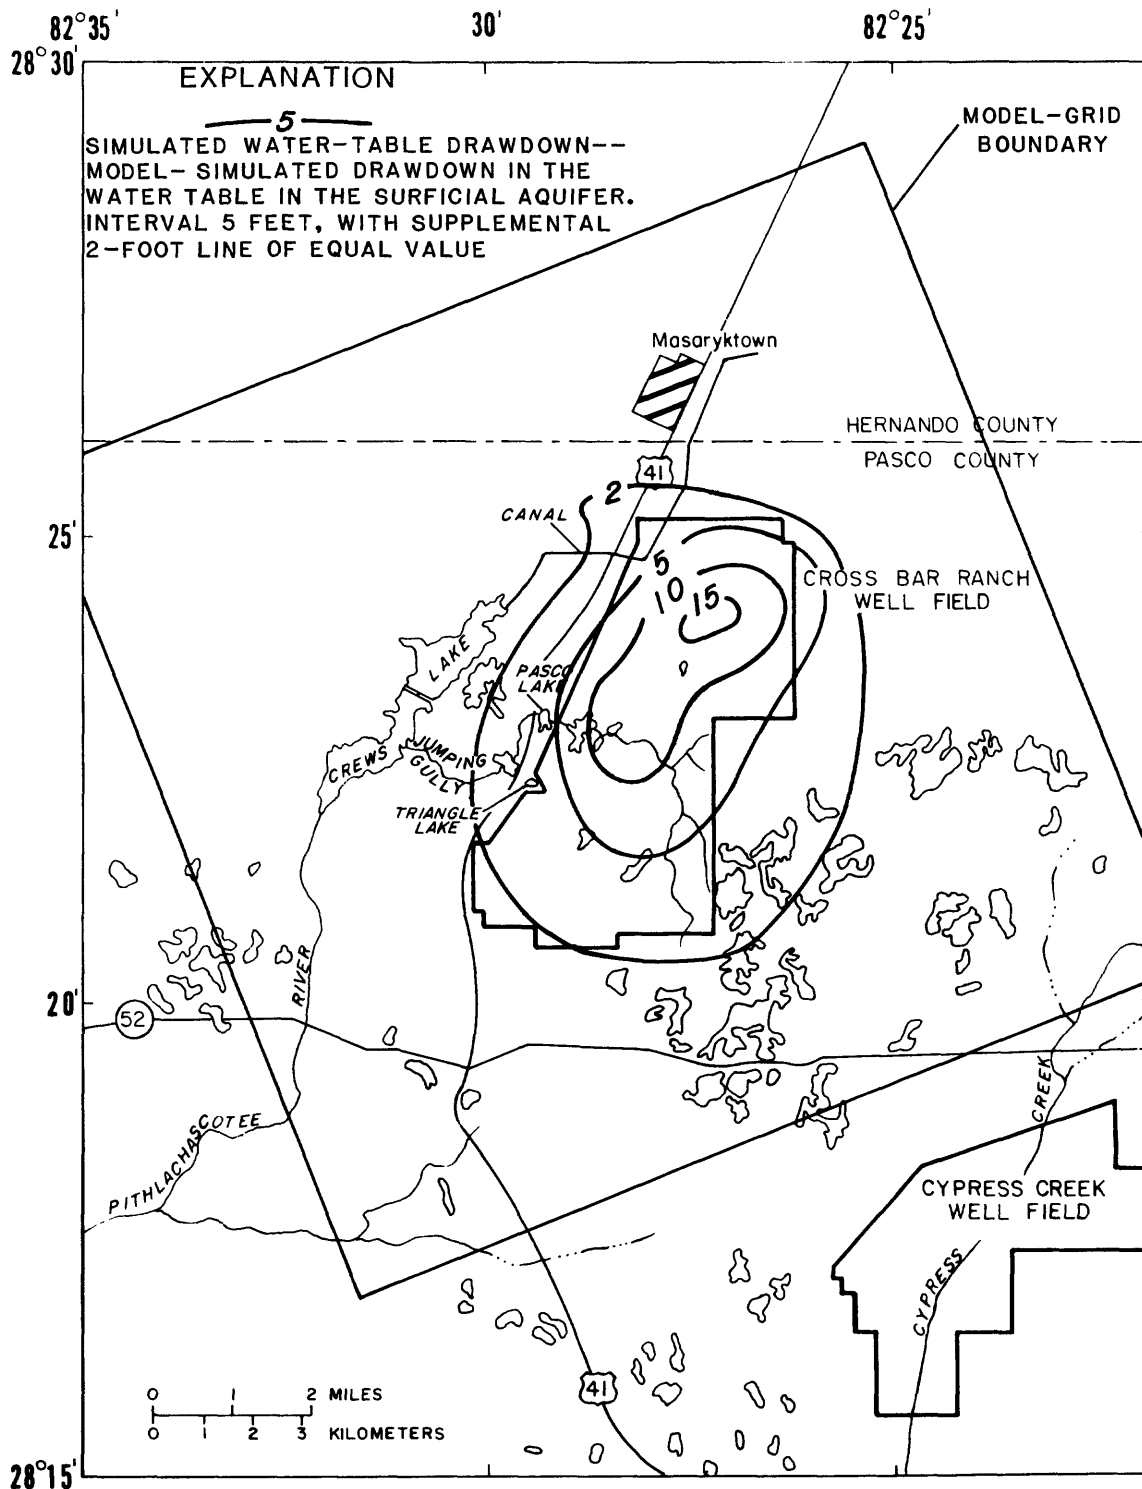 82°35'
30'
82°25'
28°30'
EXPLANATION
5
SIMULATED WATER-TABLE DRAWDOWN--
MODEL- SIMULATED DRAWDOWN IN THE
WATER TABLE IN THE SURFICIAL AQUIFER.
INTERVAL 5 FEET, WITH SUPPLEMENTAL
2-FOOT LINE OF EQUAL VALUE
MODEL-GRID
BOUNDARY
Masaryktown
HERNANDO COUNTY
PASCO COUNTY
41
2
CANAL
25'
5
10
15
CROSS BAR RANCH
WELL FIELD
PASCO
LAKE
CREWS LAKE
JUMPING
GULLY
TRIANGLE
LAKE
20'
52
PITHLACHASCOTEE RIVER
CYPRESS CREEK
CYPRESS CREEK
WELL FIELD
41
0 1 2 MILES
0 1 2 3 KILOMETERS
28°15'